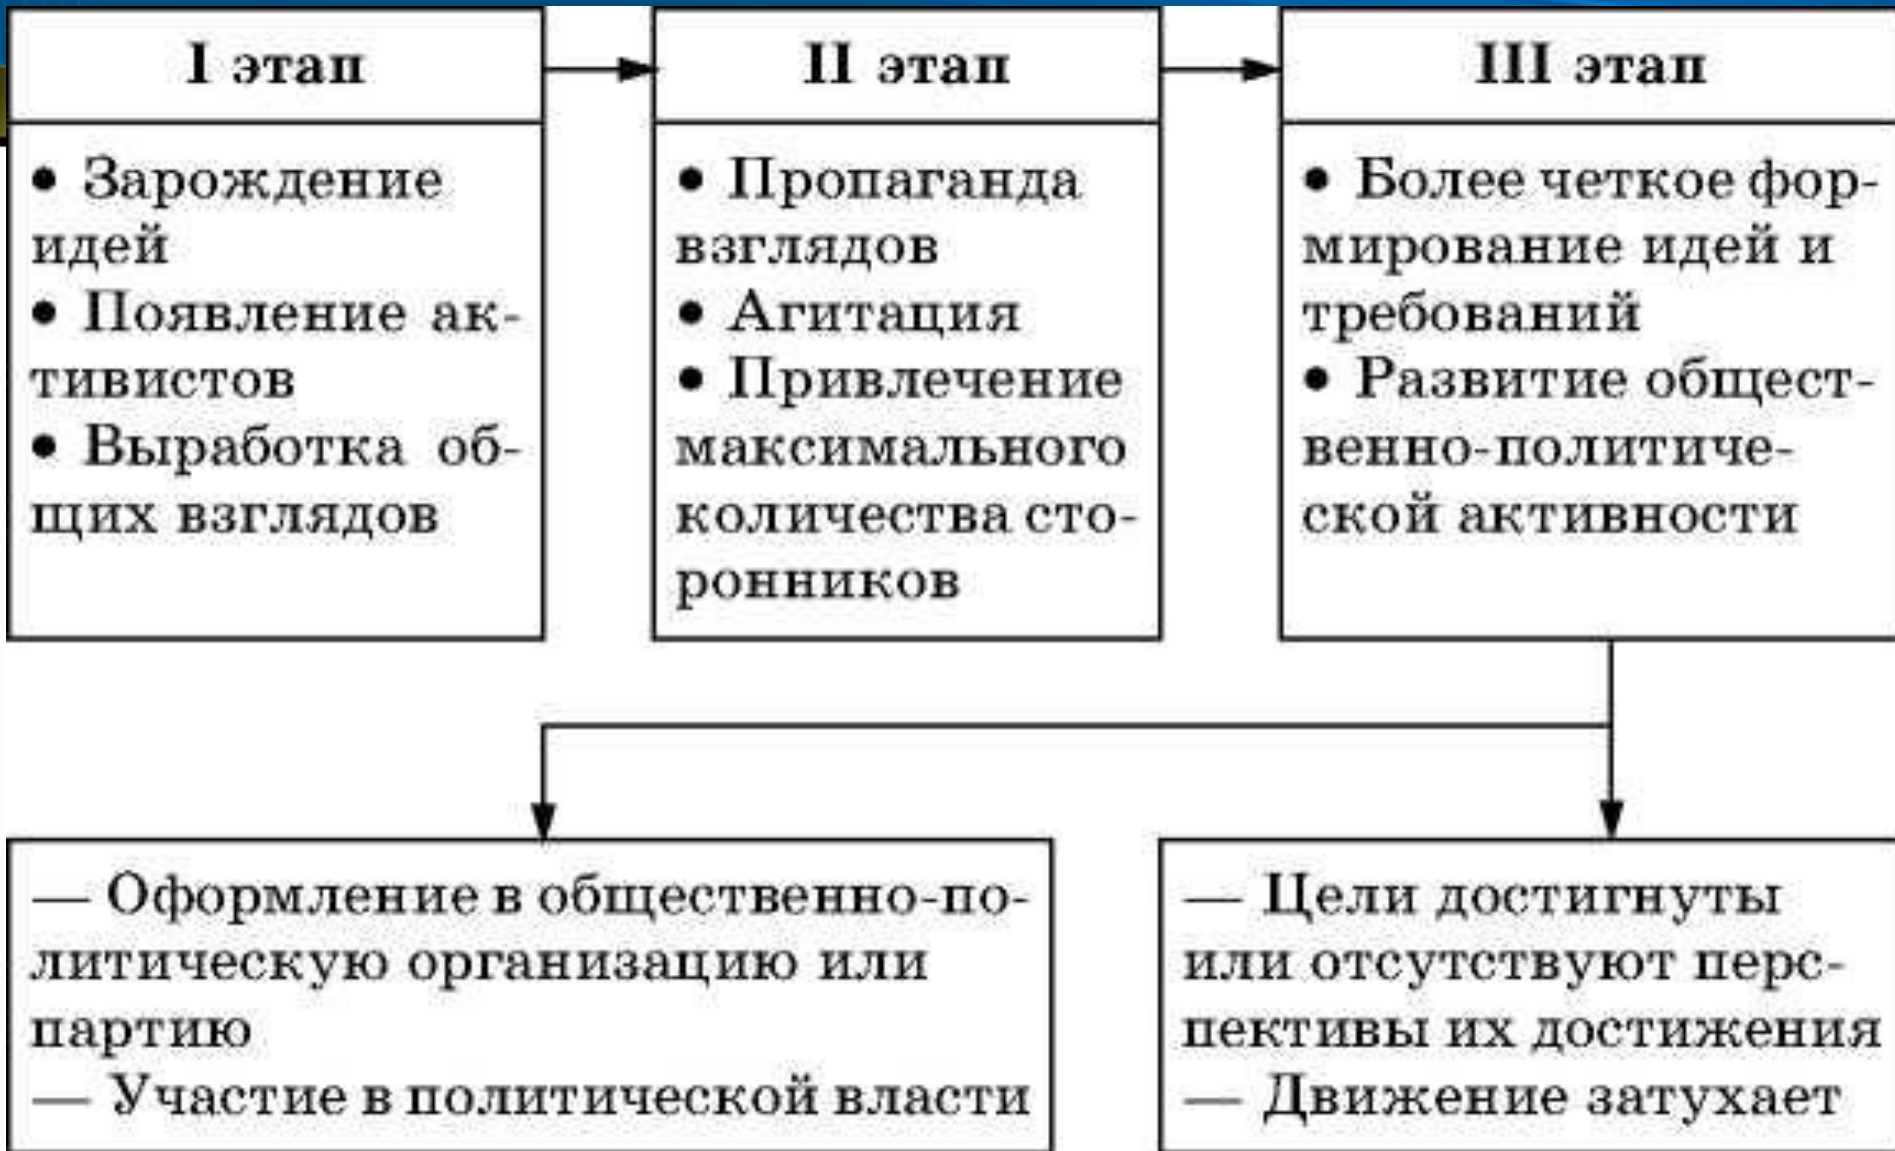 I этап
• Зарождение
идей
• Появление ак-
тивистов
• Выработка об-
щих взглядов
II этап
• Пропаганда
взглядов
• Агитация
• Привлечение
максимального
количества сто-
ронников
III этап
• Более четкое фор-
мирование идей и
требований
• Развитие общест-
венно-политиче-
ской активности
— Оформление в общественно-по-
литическую организацию или
партию
— Участие в политической власти
— Цели достигнуты
или отсутствуют перс-
пективы их достижения
— Движение затухает